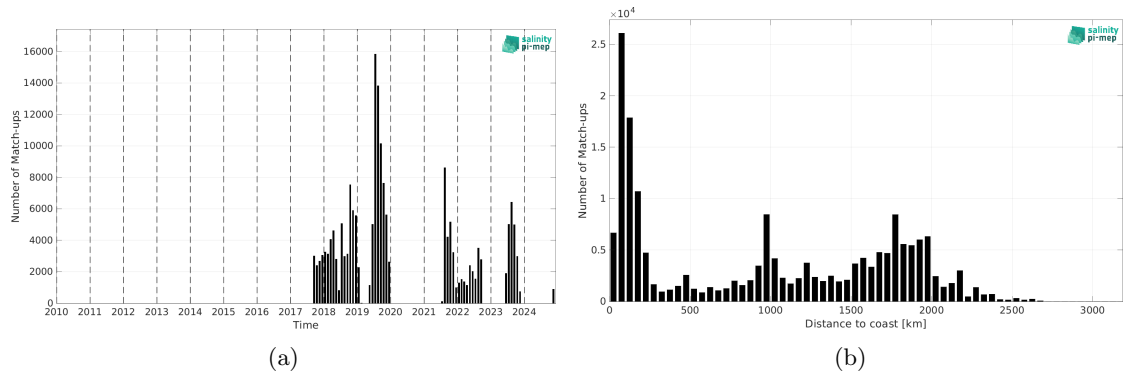 salinity
pi-mep
16000
14000
12000
10000
8000
6000
4000
2000
0
Number of Match-ups
2010 2011 2012 2013 2014 2015 2016 2017 2018 2019 2020 2021 2022 2023 2024
Time
(a)
×10⁴
salinity
pi-mep
2.5
2
1.5
1
0.5
0
Number of Match-ups
0 500 1000 1500 2000 2500 3000
Distance to coast [km]
(b)